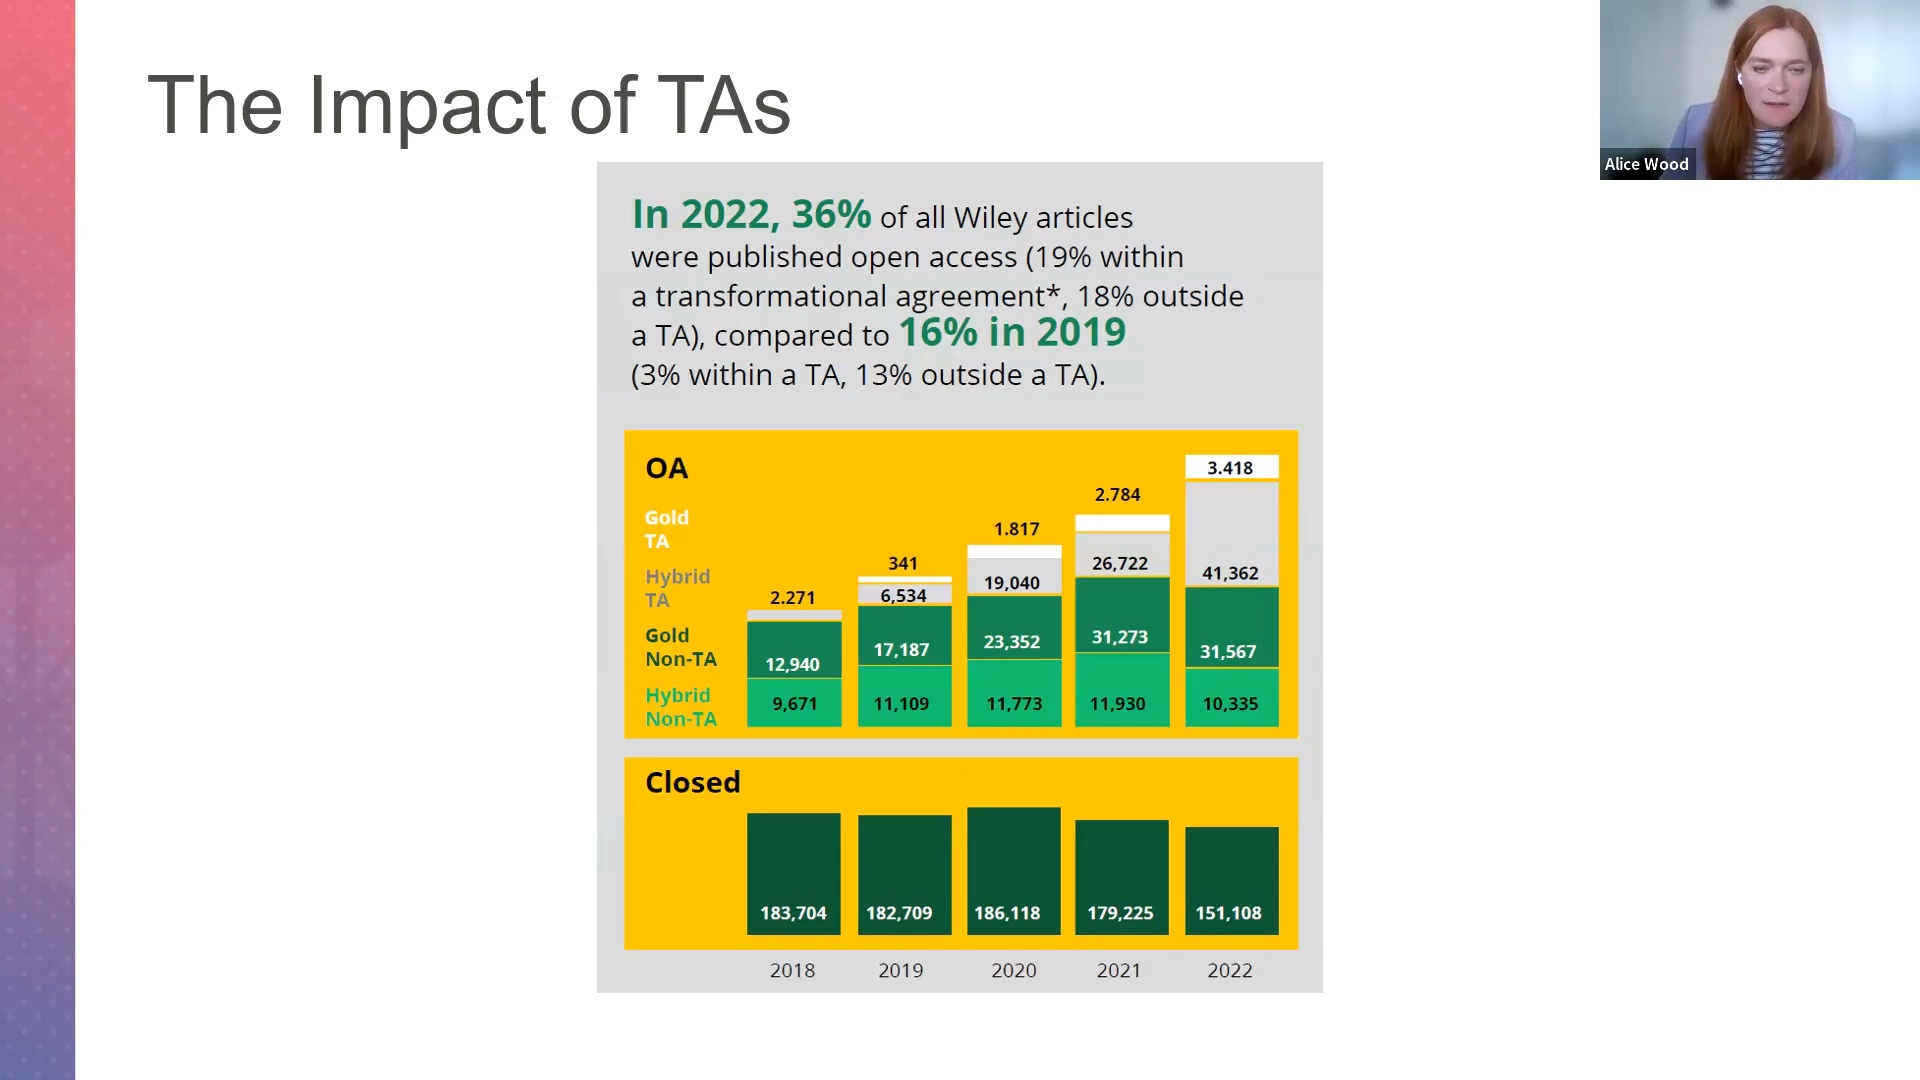 The Impact of TAs
Alice Wood
In 2022, 36% of all Wiley articles
were published open access (19% within
a transformational agreement*, 18% outside
a TA), compared to 16% in 2019
(3% within a TA, 13% outside a TA).
OA
Gold
TA
Hybrid
TA
Gold
Non-TA
Hybrid
Non-TA
2.271
12,940
9,671
341
6,534
17,187
11,109
1.817
19,040
23,352
11,773
2.784
26,722
31,273
11,930
3.418
41,362
31,567
10,335
Closed
183,704
182,709
186,118
179,225
151,108
2018
2019
2020
2021
2022